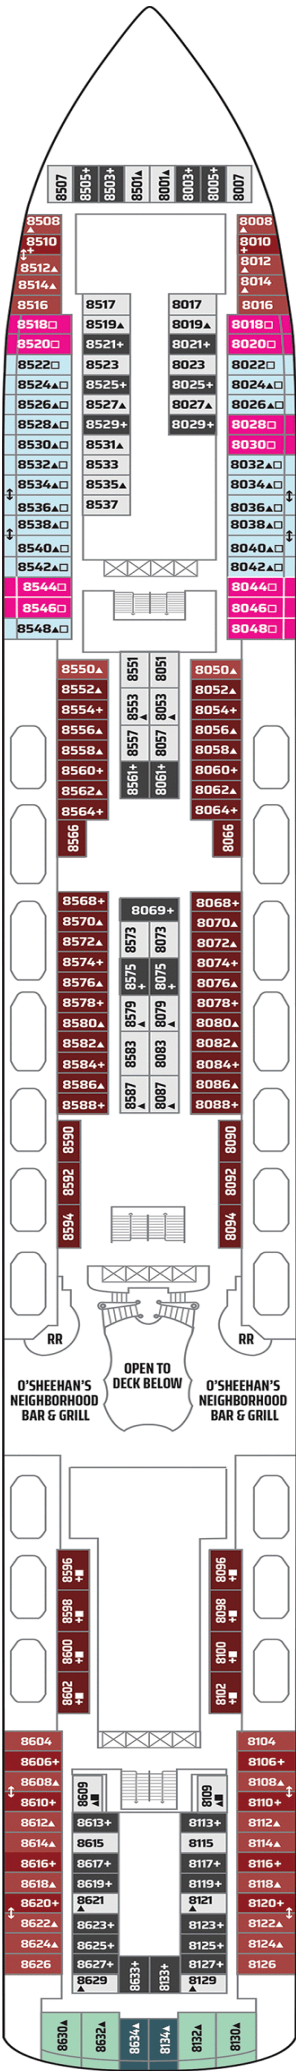 8507 8505+ 8503+ 8501▲ 8001▲ 8003+ 8005+ 8007
8508▲ 8008▲
8510+ 8010+
8512▲ 8012▲
8514▲ 8014▲
8516 8517 8017 8016
8518□ 8519▲ 8019▲ 8018□
8520□ 8521+ 8021+ 8020□
8522□ 8523 8023 8022□
8524▲□ 8525+ 8025+ 8024▲□
8526▲□ 8527▲ 8027▲ 8026▲□
8528▲□ 8529+ 8029+ 8028□
8530▲□ 8531▲ 8030□
8532▲□ 8533 8032▲□
8534▲□ 8535▲ 8034▲□
8536▲□ 8537 8036▲□
8538▲□ 8038▲□
8540▲□ 8040▲□
8542▲□ 8042▲□
8544□ 8044□
8546□ 8046□
8548▲□ 8048□
8550▲ 8551 8051 8050▲
8552▲ 8052▲
8554+ 8553▲ 8053▲ 8054+
8556▲ 8056▲
8558▲ 8557 8057 8058▲
8560+ 8561+ 8061+ 8060+
8562▲ 8062▲
8564+ 8064+
8566 8066
8568+ 8069+ 8068+
8570▲ 8070▲
8572▲ 8573 8073 8072▲
8574+ 8074+
8576▲ 8575+ 8075+ 8076▲
8578+ 8078+
8580▲ 8579▲ 8079▲ 8080▲
8582▲ 8082▲
8584+ 8583 8083 8084+
8586▲ 8086▲
8588+ 8587▲ 8087▲ 8088+
8590 8090
8592 8092
8594 8094
RR RR
OPEN TO
DECK BELOW
O'SHEEHAN'S
NEIGHBORHOOD
BAR & GRILL
O'SHEEHAN'S
NEIGHBORHOOD
BAR & GRILL
8596+ 8096+
8598+ 8098+
8600+ 8100+
8602+ 8102+
8604 8104
8606+ 8106+
8608▲ 8609▲ 8109▲ 8108▲
8610+ 8110+
8612▲ 8613+ 8113+ 8112▲
8614▲ 8615 8115 8114▲
8616+ 8617+ 8117+ 8116+
8618▲ 8619+ 8119+ 8118▲
8620+ 8621▲ 8121▲ 8120+
8622▲ 8623+ 8123+ 8122▲
8624▲ 8625+ 8125+ 8124▲
8626 8627+ 8633+ 8133+ 8127+ 8126
8629▲ 8129▲
8630▲ 8632▲ 8634▲ 8134▲ 8132▲ 8130▲